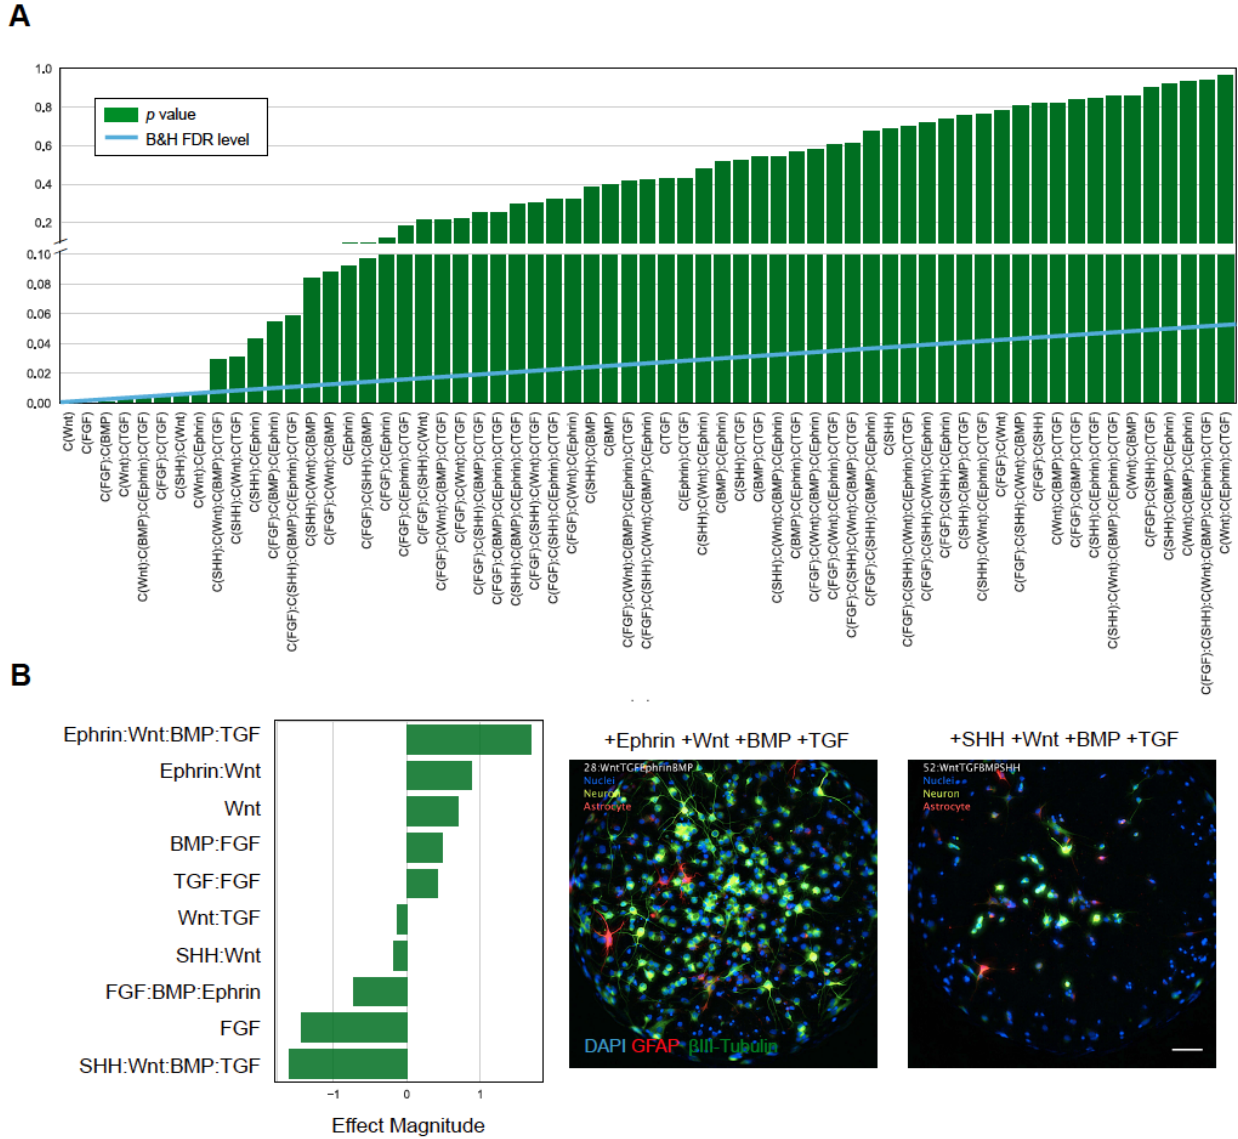 A
1.0
0.8
0.6
0.4
0.2
0.10
0.08
0.06
0.04
0.02
0.00
p value
B&H FDR level
C(Wnt)
C(FGF)
C(FGF):C(BMP)
C(Wnt):C(TGF)
C(Wnt):C(BMP):C(Ephrin):C(TGF)
C(FGF):C(TGF)
C(SHH):C(Wnt)
C(Wnt):C(Ephrin)
C(SHH):C(Wnt):C(BMP):C(TGF)
C(SHH):C(Wnt):C(TGF)
C(SHH):C(Ephrin)
C(FGF):C(BMP):C(Ephrin)
C(FGF):C(SHH):C(BMP):C(Ephrin):C(TGF)
C(SHH):C(Wnt):C(BMP)
C(FGF):C(Wnt):C(BMP)
C(Ephrin)
C(FGF):C(SHH):C(BMP)
C(FGF):C(Ephrin)
C(FGF):C(Ephrin):C(TGF)
C(FGF):C(SHH):C(Wnt)
C(FGF):C(Wnt):C(BMP):C(TGF)
C(FGF):C(Wnt):C(TGF)
C(FGF):C(SHH):C(BMP):C(TGF)
C(FGF):C(BMP):C(Ephrin):C(TGF)
C(SHH):C(BMP):C(Ephrin):C(TGF)
C(FGF):C(SHH):C(Wnt):C(TGF)
C(FGF):C(SHH):C(Ephrin):C(TGF)
C(FGF):C(Wnt):C(Ephrin)
C(SHH):C(BMP)
C(BMP)
C(FGF):C(Wnt):C(BMP):C(Ephrin):C(TGF)
C(FGF):C(SHH):C(Wnt):C(BMP):C(Ephrin)
C(TGF)
C(Ephrin):C(TGF)
C(SHH):C(Wnt):C(Ephrin)
C(BMP):C(Ephrin)
C(SHH):C(TGF)
C(BMP):C(TGF)
C(SHH):C(Wnt):C(BMP):C(Ephrin)
C(BMP):C(Ephrin):C(TGF)
C(FGF):C(Wnt):C(BMP):C(Ephrin)
C(FGF):C(Wnt):C(Ephrin):C(TGF)
C(FGF):C(SHH):C(Wnt):C(BMP):C(TGF)
C(FGF):C(SHH):C(BMP):C(Ephrin)
C(SHH)
C(FGF):C(SHH):C(Wnt):C(Ephrin):C(TGF)
C(FGF):C(SHH):C(Wnt):C(Ephrin)
C(FGF):C(BMP):C(TGF)
C(SHH):C(BMP):C(TGF)
C(SHH):C(Wnt):C(Ephrin):C(TGF)
C(FGF):C(Wnt)
C(FGF):C(SHH):C(Wnt):C(BMP)
C(FGF):C(SHH)
C(Wnt):C(BMP):C(TGF)
C(FGF):C(BMP):C(TGF)
C(SHH):C(Ephrin):C(TGF)
C(SHH):C(Wnt):C(BMP):C(Ephrin):C(TGF)
C(Wnt):C(BMP)
C(FGF):C(SHH):C(TGF)
C(SHH):C(BMP):C(Ephrin)
C(Wnt):C(BMP):C(Ephrin)
C(FGF):C(SHH):C(Wnt):C(BMP):C(Ephrin):C(TGF)
C(Wnt):C(Ephrin):C(TGF)
B
Ephrin:Wnt:BMP:TGF
Ephrin:Wnt
Wnt
BMP:FGF
TGF:FGF
Wnt:TGF
SHH:Wnt
FGF:BMP:Ephrin
FGF
SHH:Wnt:BMP:TGF
−1
0
1
Effect Magnitude
+Ephrin +Wnt +BMP +TGF
28:WntTGFEphrinBMP
Nuclei
Neuron
Astrocyte
DAPI GFAP βIII-Tubulin
+SHH +Wnt +BMP +TGF
52:WntTGFBMPSHH
Nuclei
Neuron
Astrocyte